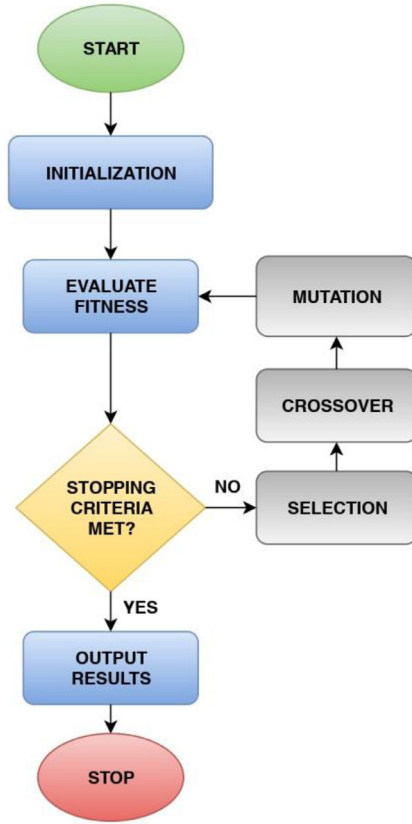 START
INITIALIZATION
EVALUATE
FITNESS
MUTATION
CROSSOVER
STOPPING
CRITERIA
MET?
NO
SELECTION
YES
OUTPUT
RESULTS
STOP